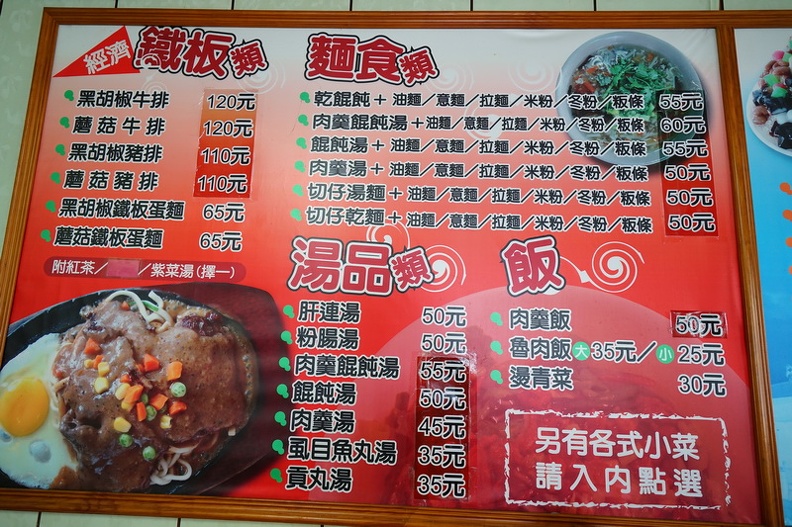 經濟 鐵板類
黑胡椒牛排 120元
蘑菇牛排 120元
黑胡椒豬排 110元
蘑菇豬排 110元
黑胡椒鐵板蛋麵 65元
蘑菇鐵板蛋麵 65元
附紅茶／ ／紫菜湯(擇一)
麵食類
乾餛飩＋油麵／意麵／拉麵／米粉／冬粉／粄條 55元
肉羹餛飩湯＋油麵／意麵／拉麵／米粉／冬粉／粄條 60元
餛飩湯＋油麵／意麵／拉麵／米粉／冬粉／粄條 55元
肉羹湯＋油麵／意麵／拉麵／米粉／冬粉／粄條 50元
切仔湯麵＋油麵／意麵／拉麵／米粉／冬粉／粄條 50元
切仔乾麵＋油麵／意麵／拉麵／米粉／冬粉／粄條 50元
湯品類
肝連湯 50元
粉腸湯 50元
肉羹餛飩湯 55元
餛飩湯 50元
肉羹湯 45元
虱目魚丸湯 35元
貢丸湯 35元
飯
肉羹飯 50元
魯肉飯 大35元／小25元
燙青菜 30元
另有各式小菜
請入內點選